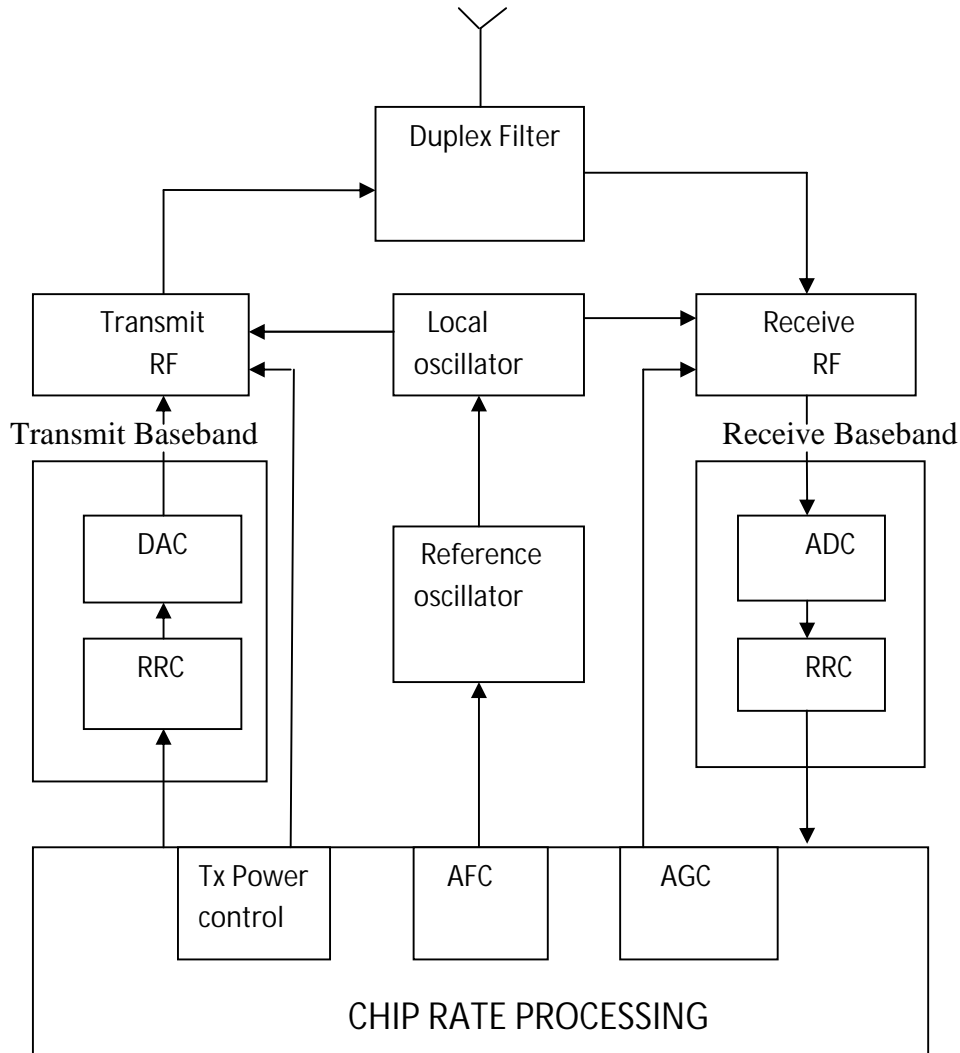 Duplex Filter
Transmit
RF
Local
oscillator
Receive
RF
Transmit Baseband
Receive Baseband
DAC
Reference
oscillator
ADC
RRC
RRC
Tx Power
control
AFC
AGC
CHIP RATE PROCESSING